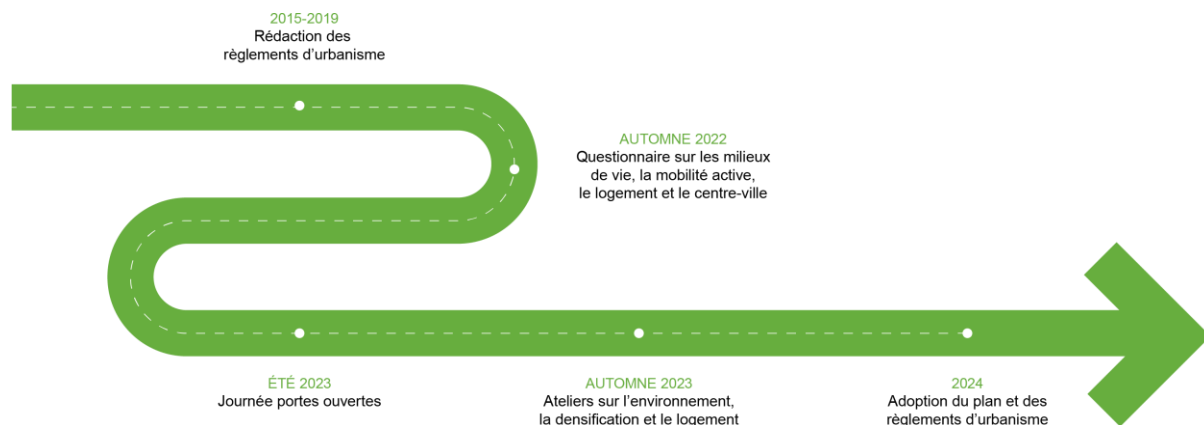 2015-2019
Rédaction des
règlements d’urbanisme
AUTOMNE 2022
Questionnaire sur les milieux
de vie, la mobilité active,
le logement et le centre-ville
ÉTÉ 2023
Journée portes ouvertes
AUTOMNE 2023
Ateliers sur l’environnement,
la densification et le logement
2024
Adoption du plan et des
règlements d’urbanisme